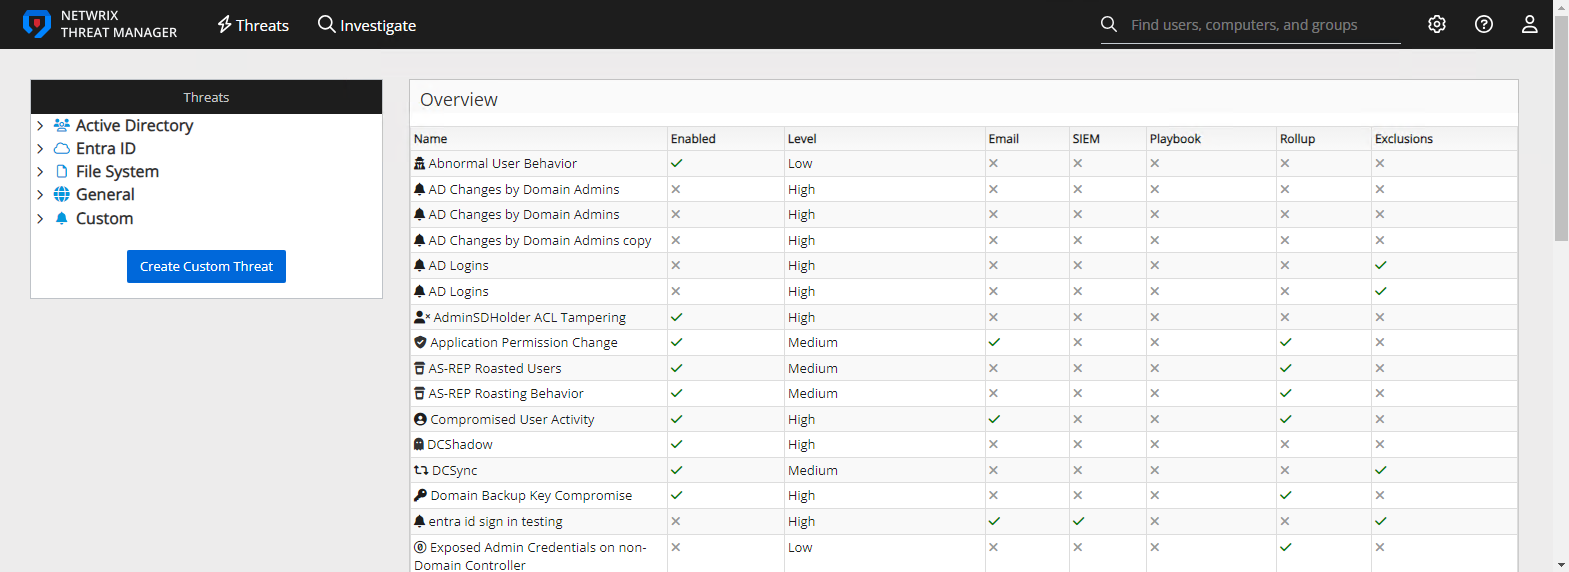 NETWRIX
THREAT MANAGER
Threats
Investigate
Find users, computers, and groups
Threats
Active Directory
Entra ID
File System
General
Custom
Create Custom Threat
Overview
Name Enabled Level Email SIEM Playbook Rollup Exclusions
Abnormal User Behavior Low
AD Changes by Domain Admins High
AD Changes by Domain Admins High
AD Changes by Domain Admins copy High
AD Logins High
AD Logins High
AdminSDHolder ACL Tampering High
Application Permission Change Medium
AS-REP Roasted Users Medium
AS-REP Roasting Behavior Medium
Compromised User Activity High
DCShadow High
DCSync Medium
Domain Backup Key Compromise High
entra id sign in testing High
Exposed Admin Credentials on non- Low
Domain Controller